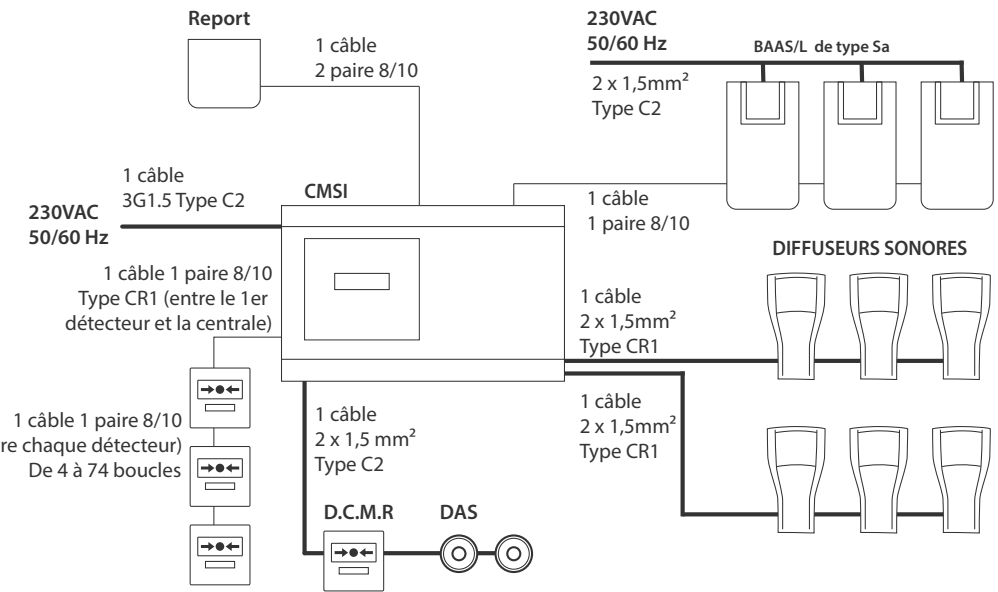 Report
1 câble
2 paire 8/10
230VAC
50/60 Hz
BAAS/L de type Sa
2 x 1,5mm²
Type C2
1 câble
3G1.5 Type C2
230VAC
50/60 Hz
CMSI
1 câble
1 paire 8/10
1 câble 1 paire 8/10
Type CR1 (entre le 1er
détecteur et la centrale)
DIFFUSEURS SONORES
1 câble
2 x 1,5mm²
Type CR1
1 câble
2 x 1,5mm²
Type CR1
1 câble 1 paire 8/10
re chaque détecteur)
De 4 à 74 boucles
1 câble
2 x 1,5 mm²
Type C2
D.C.M.R
DAS